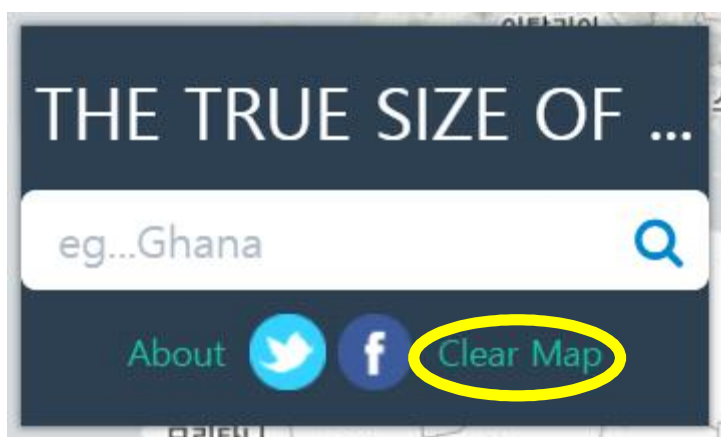 THE TRUE SIZE OF ...
eg...Ghana
About
f
Clear Map